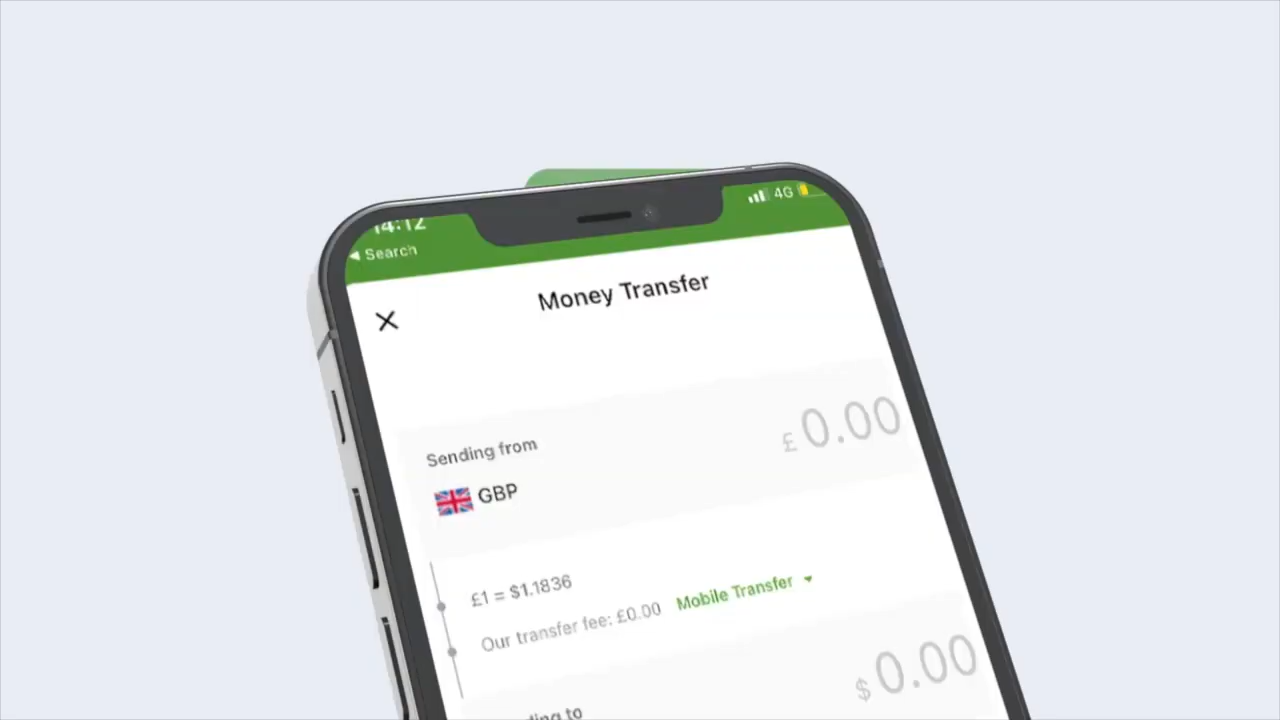 14:12
4G
◀ Search
Money Transfer
Sending from
£0.00
GBP
£1 = $1.1836
Our transfer fee: £0.00 Mobile Transfer
$0.00
to